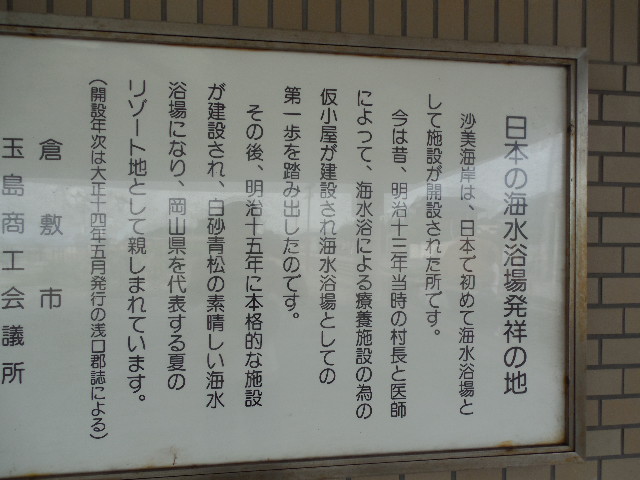 日本の海水浴場発祥の地
沙美海岸は、日本で初めて海水浴場と
して施設が開設された所です。
今は昔、明治十三年当時の村長と医師
によって、海水浴による療養施設の為の
仮小屋が建設され海水浴場としての
第一歩を踏み出したのです。
その後、明治十五年に本格的な施設
が建設され、白砂青松の素晴しい海水
浴場になり、岡山県を代表する夏の
リゾート地として親しまれています。
(開設年次は大正十四年五月発行の浅口郡誌による)
倉敷市
玉島商工会議所